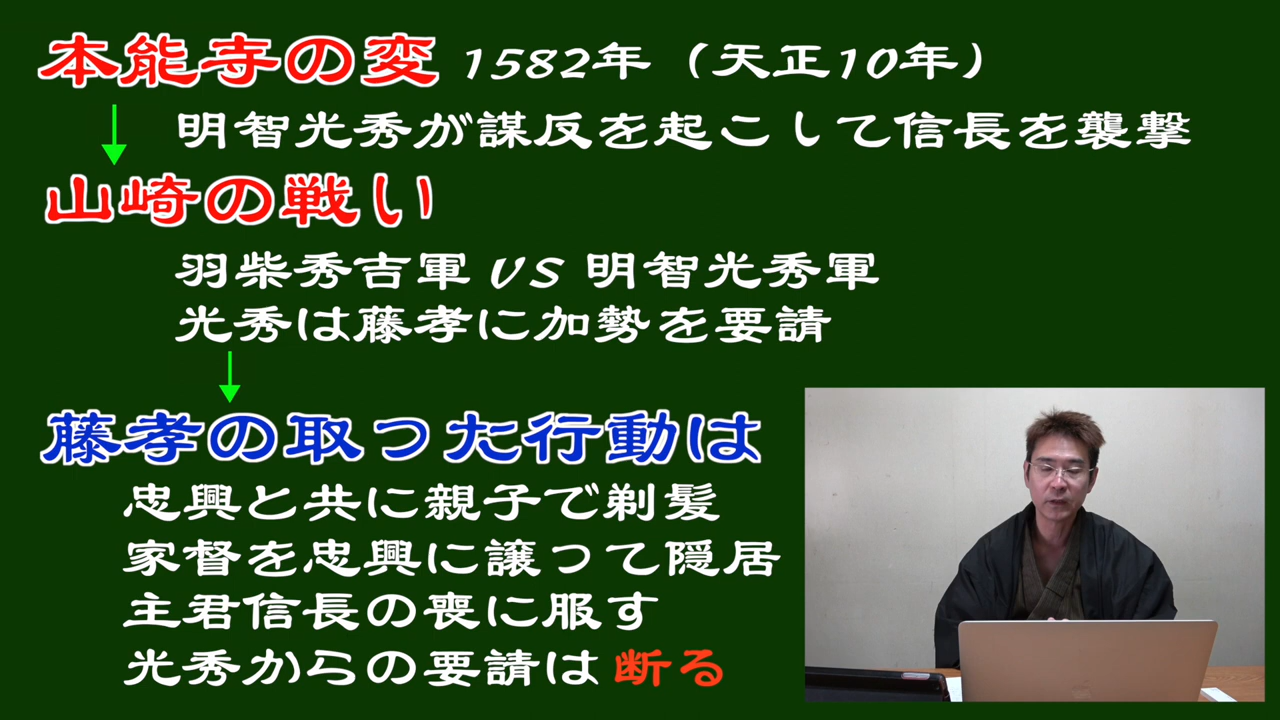 本能寺の変 1582年（天正10年）
明智光秀が謀反を起こして信長を襲撃
山崎の戦い
羽柴秀吉軍 VS 明智光秀軍
光秀は藤孝に加勢を要請
藤孝の取った行動は
忠興と共に親子で剃髪
家督を忠興に譲って隠居
主君信長の喪に服す
光秀からの要請は 断る